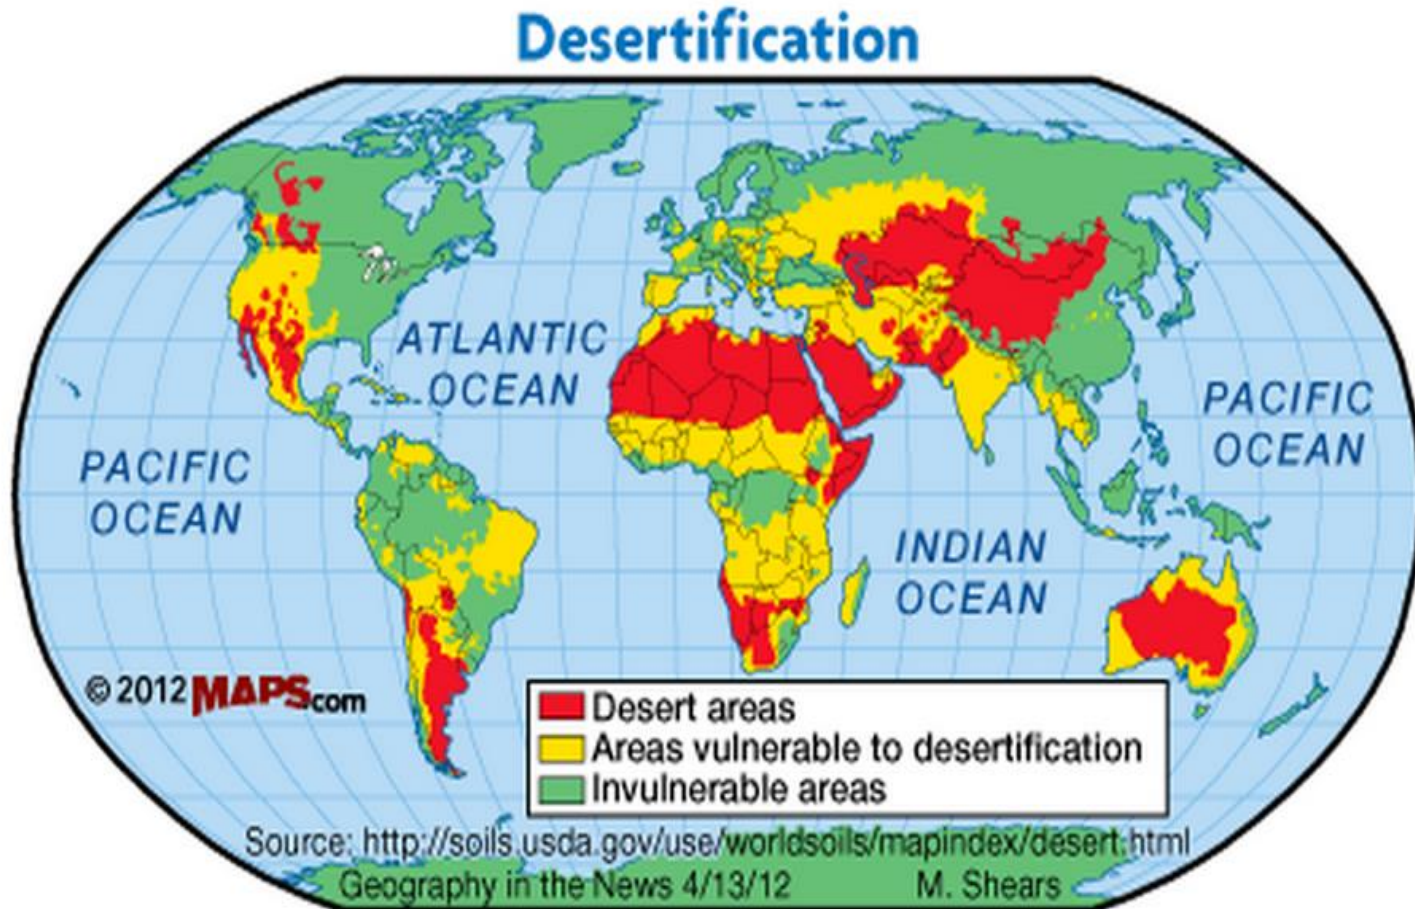 Desertification
ATLANTIC
OCEAN
PACIFIC
OCEAN
PACIFIC
OCEAN
INDIAN
OCEAN
© 2012 MAPS.com
Desert areas
Areas vulnerable to desertification
Invulnerable areas
Source: http://soils.usda.gov/use/worldsoils/mapindex/desert.html
Geography in the News 4/13/12 M. Shears